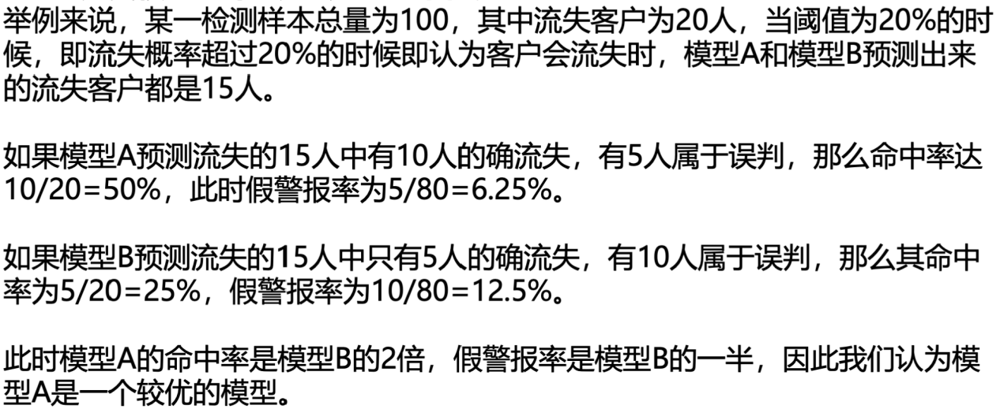 举例来说，某一检测样本总量为100，其中流失客户为20人，当阈值为20%的时
候，即流失概率超过20%的时候即认为客户会流失时，模型A和模型B预测出来
的流失客户都是15人。
如果模型A预测流失的15人中有10人的确流失，有5人属于误判，那么命中率达
10/20=50%，此时假警报率为5/80=6.25%。
如果模型B预测流失的15人中只有5人的确流失，有10人属于误判，那么其命中
率为5/20=25%，假警报率为10/80=12.5%。
此时模型A的命中率是模型B的2倍，假警报率是模型B的一半，因此我们认为模
型A是一个较优的模型。